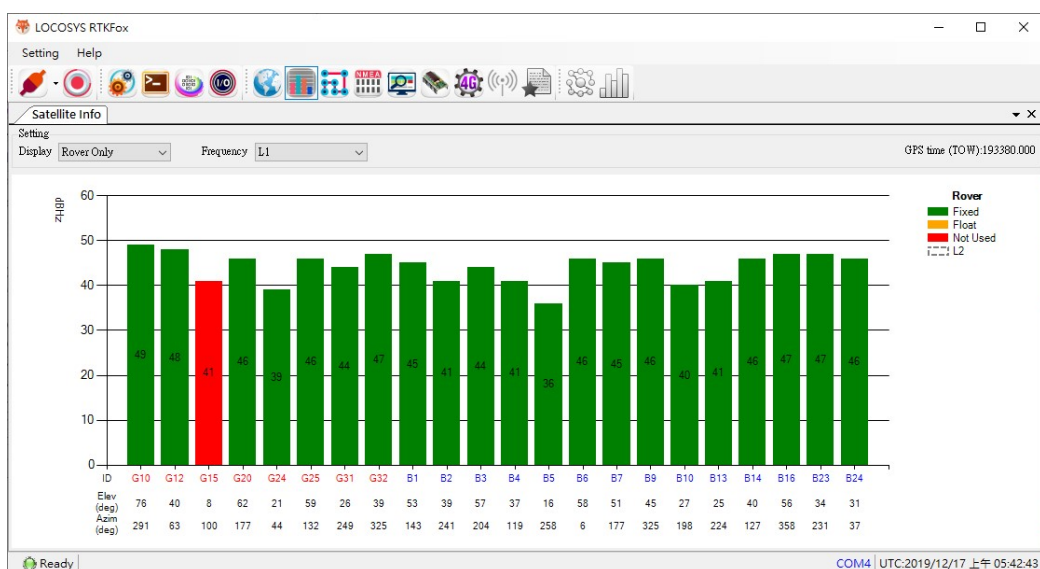 LOCOSYS RTKFox
Setting Help
NMEA
I/O
4G
Satellite Info
Setting
Display Rover Only Frequency L1 GPS time (TOW):193380.000
dBHz
60
50
40
30
20
10
0
49 48 41 46 39 46 44 47 45 41 44 41 36 46 45 46 40 41 46 47 47 46
Rover
Fixed
Float
Not Used
L2
ID G10 G12 G15 G20 G24 G25 G31 G32 B1 B2 B3 B4 B5 B6 B7 B9 B10 B13 B14 B16 B23 B24
Elev
(deg) 76 40 8 62 21 59 26 39 53 39 57 37 16 58 51 45 27 25 40 56 34 31
Azim
(deg) 291 63 100 177 44 132 249 325 143 241 204 119 258 6 177 325 198 224 127 358 231 37
Ready COM4 UTC:2019/12/17 上午 05:42:43